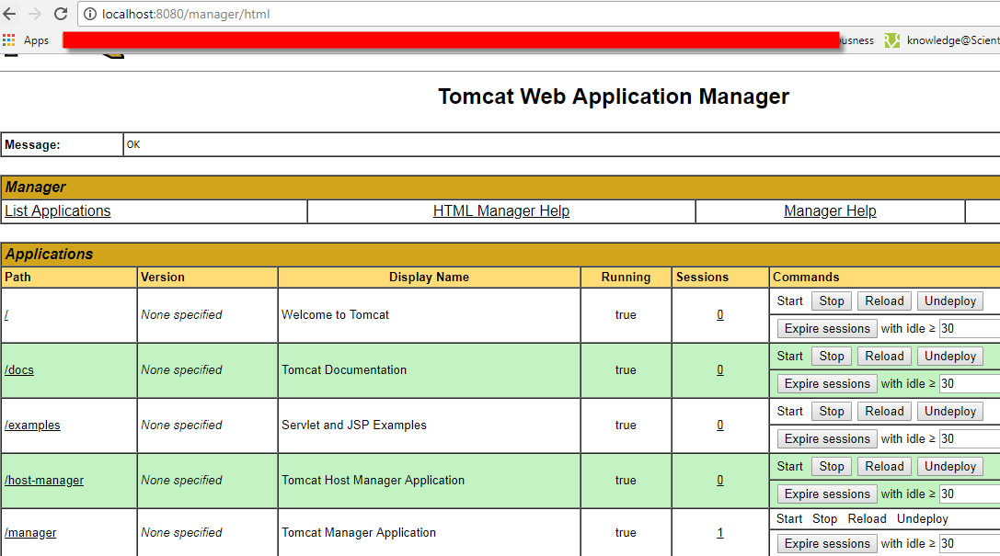 localhost:8080/manager/html
Apps
usness knowledge@Scient
Tomcat Web Application Manager
Message: OK
Manager
List Applications HTML Manager Help Manager Help
Applications
Path Version Display Name Running Sessions Commands
/ None specified Welcome to Tomcat true 0 Start Stop Reload Undeploy
Expire sessions with idle ≥ 30
/docs None specified Tomcat Documentation true 0 Start Stop Reload Undeploy
Expire sessions with idle ≥ 30
/examples None specified Servlet and JSP Examples true 0 Start Stop Reload Undeploy
Expire sessions with idle ≥ 30
/host-manager None specified Tomcat Host Manager Application true 0 Start Stop Reload Undeploy
Expire sessions with idle ≥ 30
/manager None specified Tomcat Manager Application true 1 Start Stop Reload Undeploy
Expire sessions with idle ≥ 30